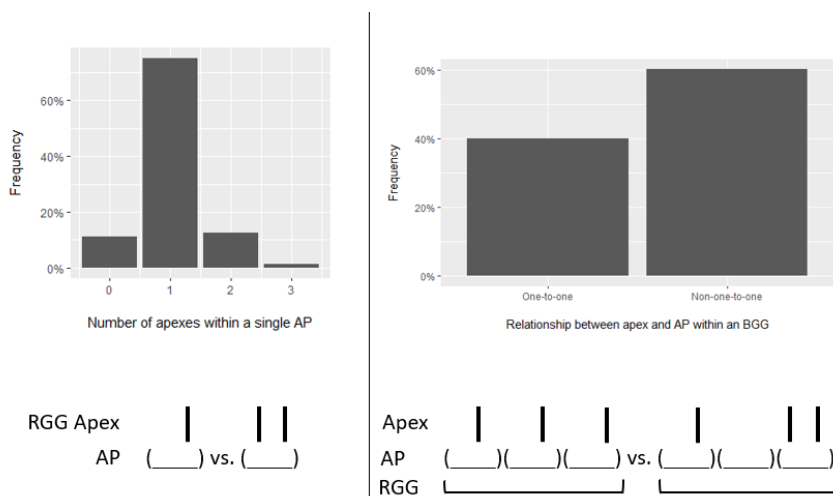 Frequency
60%
40%
20%
0%
0 1 2 3
Number of apexes within a single AP
RGG Apex
AP (____) vs. (____)
Frequency
60%
40%
20%
0%
One-to-one Non-one-to-one
Relationship between apex and AP within an BGG
Apex
AP (____)(____)(____) vs. (____)(____)(____)
RGG